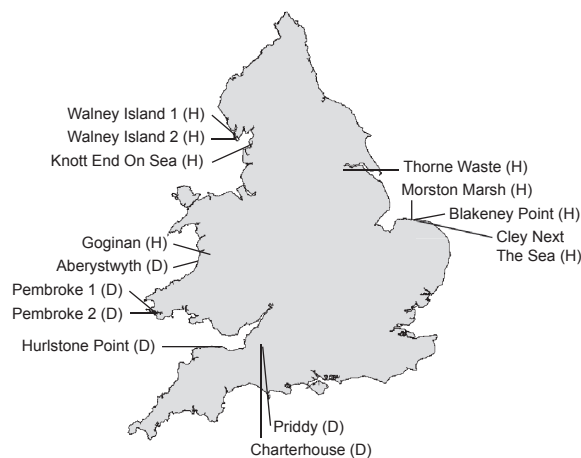 Walney Island 1 (H)
Walney Island 2 (H)
Knott End On Sea (H)
Thorne Waste (H)
Morston Marsh (H)
Blakeney Point (H)
Cley Next
The Sea (H)
Goginan (H)
Aberystwyth (D)
Pembroke 1 (D)
Pembroke 2 (D)
Hurlstone Point (D)
Priddy (D)
Charterhouse (D)